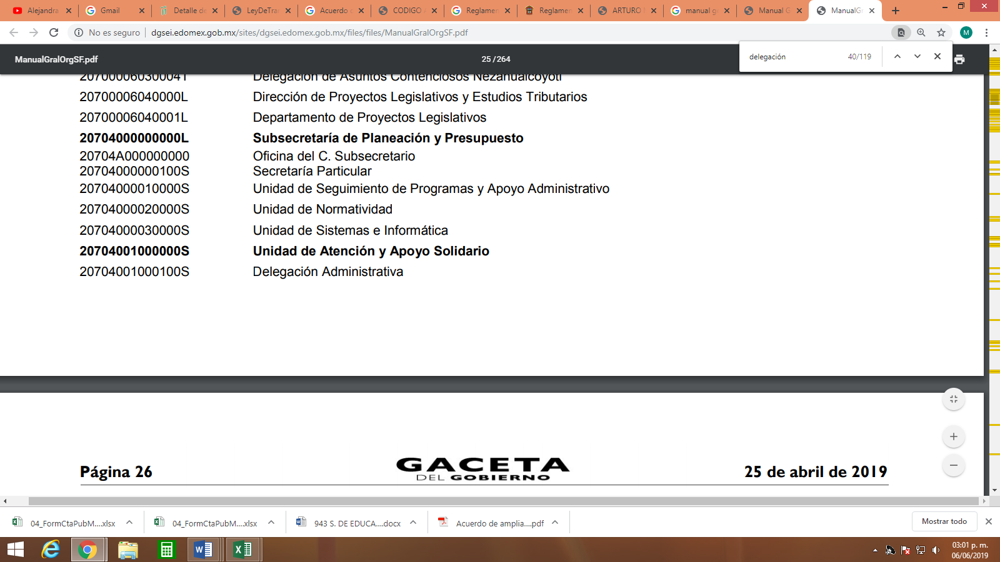 Alejandra
Gmail
Detalle de
LeyDeTra
Acuerdo
CODIGO
Reglamen
Reglamen
ARTURO
manual ge
Manual G
ManualGr
No es seguro
dgsei.edomex.gob.mx/sites/dgsei.edomex.gob.mx/files/files/ManualGralOrgSF.pdf
M
ManualGralOrgSF.pdf
25 / 264
delegación
40/119
20700006030004T Delegación de Asuntos Contenciosos Nezahualcóyotl
20700006040000L Dirección de Proyectos Legislativos y Estudios Tributarios
20700006040001L Departamento de Proyectos Legislativos
20704000000000L Subsecretaría de Planeación y Presupuesto
20704A000000000 Oficina del C. Subsecretario
20704000000100S Secretaría Particular
20704000010000S Unidad de Seguimiento de Programas y Apoyo Administrativo
20704000020000S Unidad de Normatividad
20704000030000S Unidad de Sistemas e Informática
20704001000000S Unidad de Atención y Apoyo Solidario
20704001000100S Delegación Administrativa
Página 26
GACETA
DEL GOBIERNO
25 de abril de 2019
04_FormCtaPubM....xlsx
04_FormCtaPubM....xlsx
943 S. DE EDUCA....docx
Acuerdo de amplia....pdf
Mostrar todo
03:01 p. m.
06/06/2019